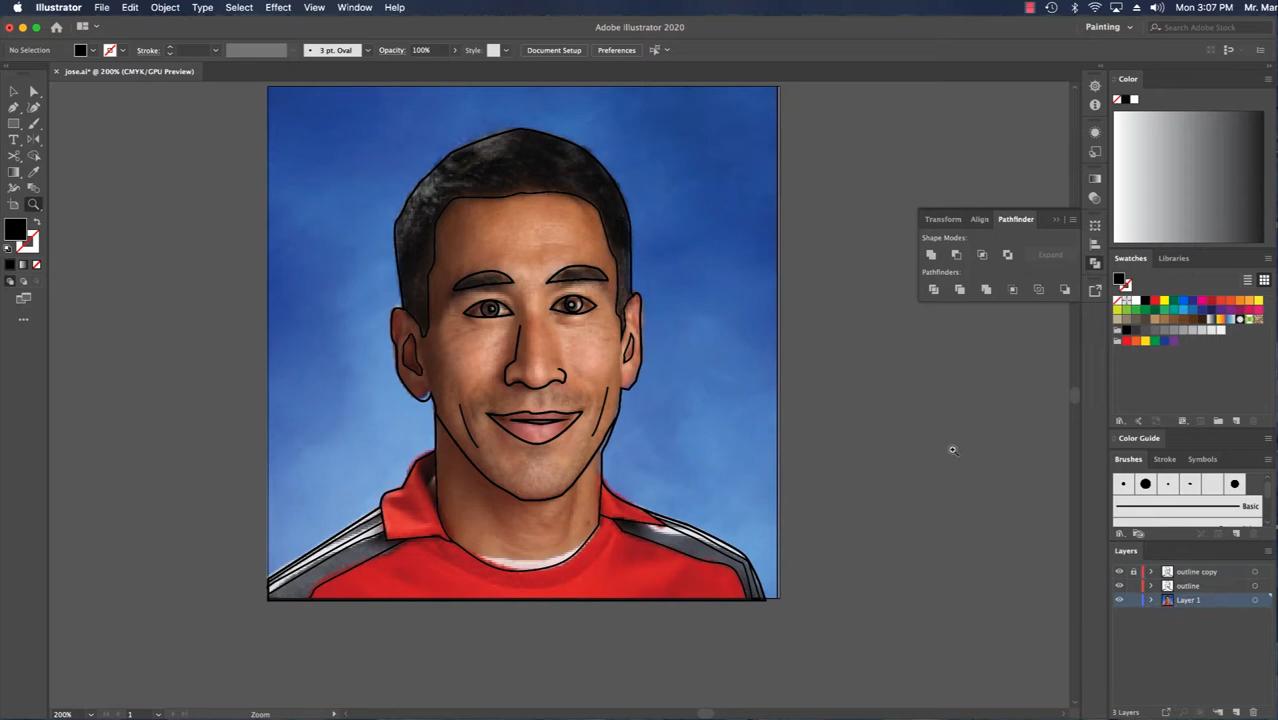 Illustrator File Edit Object Type Select Effect View Window Help Mon 3:07 PM Mr. Mar
Adobe Illustrator 2020 Painting Search Adobe Stock
No Selection Stroke: 3 pt. Oval Opacity: 100% Style: Document Setup Preferences
jose.ai* @ 200% (CMYK/GPU Preview)
Color
Transform Align Pathfinder
Shape Modes:
Expand
Swatches Libraries
Pathfinders:
Color Guide
Brushes Stroke Symbols
Basic
Layers
outline copy
outline
Layer 1
200% 1 Zoom 3 Layers